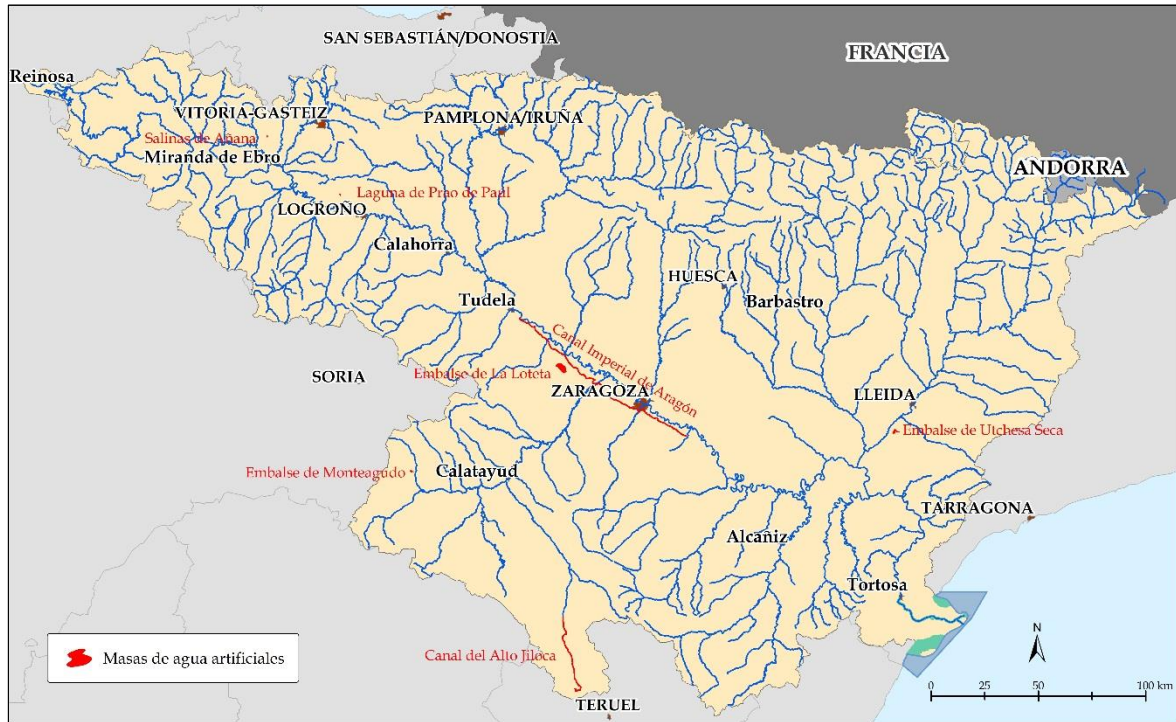 SAN SEBASTIÁN/DONOSTIA
FRANCIA
Reinosa
VITORIA-GASTEIZ
PAMPLONA/IRUÑA
Salinas de Añana
Miranda de Ebro
ANDORRA
Laguna de Prao de Paul
LOGROÑO
Calahorra
HUESCA
Barbastro
Tudela
Canal Imperial de Aragón
SORIA
Embalse de La Loteta
ZARAGOZA
LLEIDA
Embalse de Utchesa Seca
Embalse de Monteagudo
Calatayud
TARRAGONA
Alcañiz
Tortosa
Canal del Alto Jiloca
TERUEL
Masas de agua artificiales
N
0 25 50 100 km